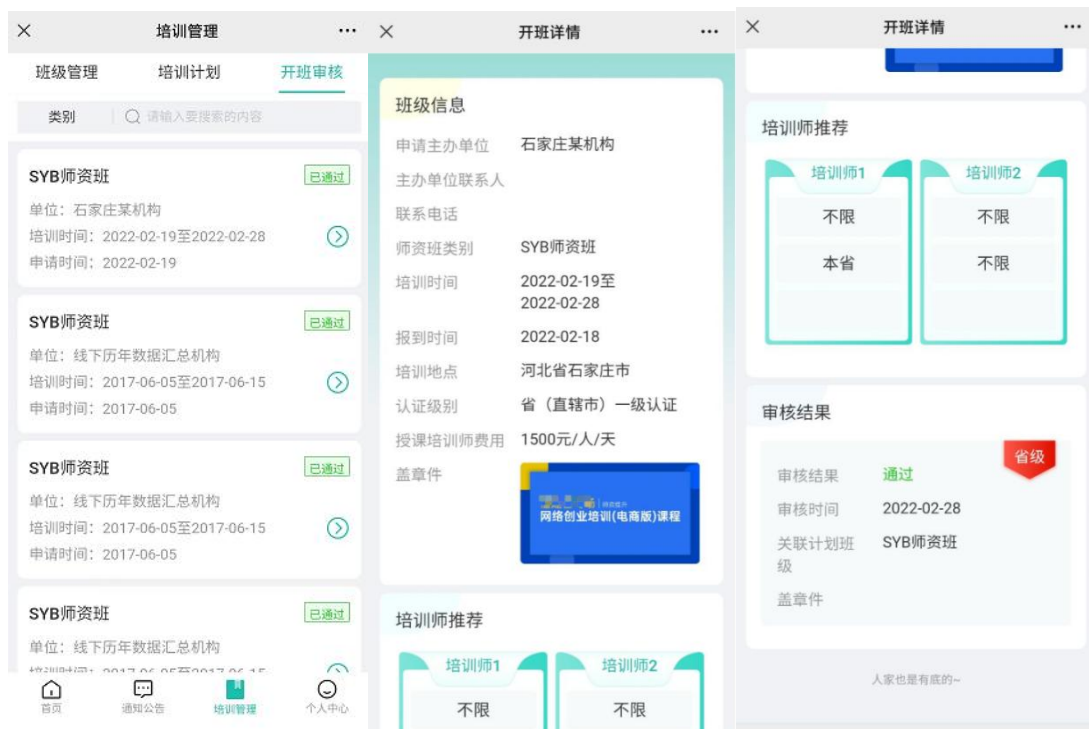 培训管理
班级管理
培训计划
开班审核
类别
请输入要搜索的内容
SYB师资班
已通过
单位：石家庄某机构
培训时间：2022-02-19至2022-02-28
申请时间：2022-02-19
SYB师资班
已通过
单位：线下历年数据汇总机构
培训时间：2017-06-05至2017-06-15
申请时间：2017-06-05
SYB师资班
已通过
单位：线下历年数据汇总机构
培训时间：2017-06-05至2017-06-15
申请时间：2017-06-05
SYB师资班
已通过
单位：线下历年数据汇总机构
培训时间：2017-06-05至2017-06-15
首页
通知公告
培训管理
个人中心
开班详情
班级信息
申请主办单位 石家庄某机构
主办单位联系人
联系电话
师资班类别 SYB师资班
培训时间 2022-02-19至
2022-02-28
报到时间 2022-02-18
培训地点 河北省石家庄市
认证级别 省（直辖市）一级认证
授课培训师费用 1500元/人/天
盖章件
网络创业培训(电商版)课程
培训师推荐
培训师1 培训师2
不限 不限
开班详情
培训师推荐
培训师1 培训师2
不限 不限
本省 不限
审核结果
省级
审核结果 通过
审核时间 2022-02-28
关联计划班 SYB师资班
级
盖章件
人家也是有底的~